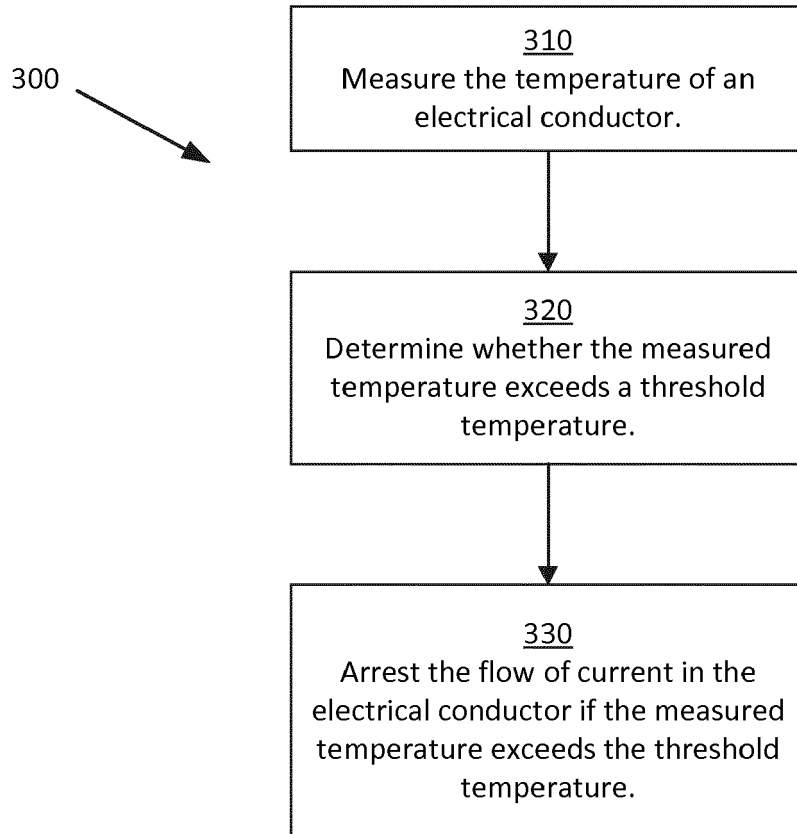 300
310
Measure the temperature of an
electrical conductor.
320
Determine whether the measured
temperature exceeds a threshold
temperature.
330
Arrest the flow of current in the
electrical conductor if the measured
temperature exceeds the threshold
temperature.